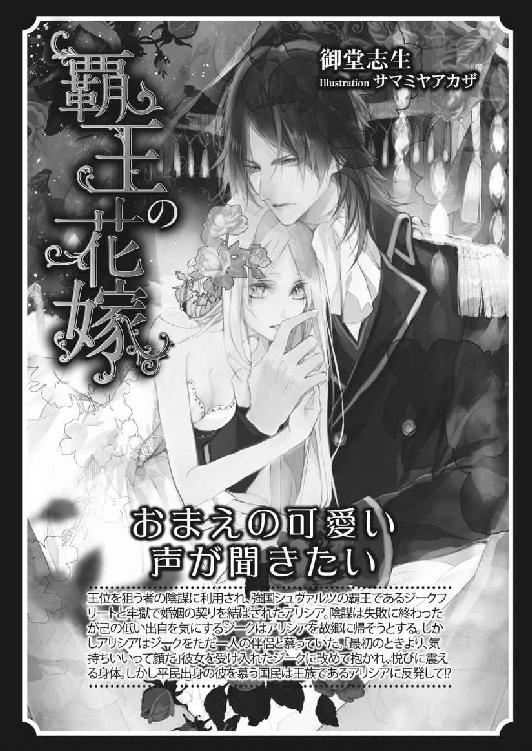 覇王の花嫁
御堂志生
Illustration サマミヤアカザ
おまえの可愛い
声が聞きたい
王位を狙う者の陰謀に利用され、強国シュヴァルツの覇王であるジークフ
リートと牢獄で婚姻の契りを結ばされたアリシア。陰謀は失敗に終わった
が己の低い出自を気にするジークはアリシアを故郷に帰そうとする。しか
しアリシアはジークをただ一人の伴侶と慕っていた。「最初のときより、気
持ちいいって顔だ」彼女を受け入れたジークに改めて抱かれ、悦びに震え
る身体。しかし平民出身の彼を慕う国民は王族であるアリシアに反発して!?